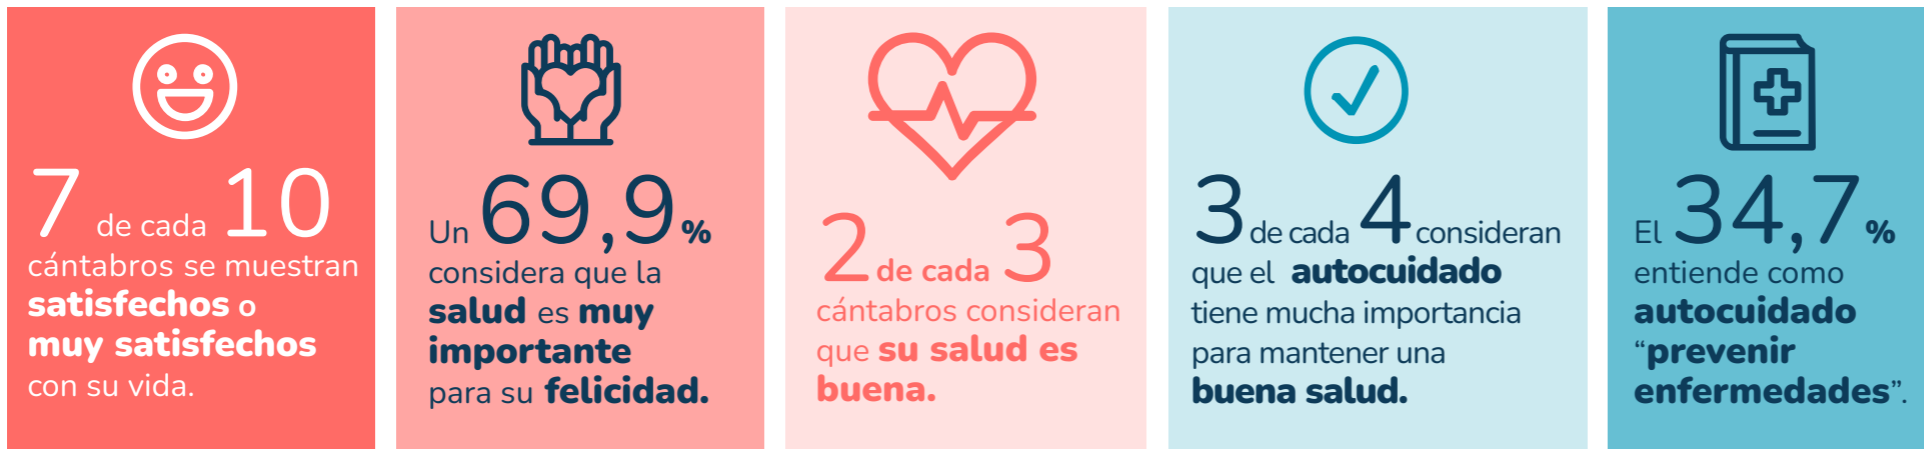 7 de cada 10
cántabros se muestran
satisfechos o
muy satisfechos
con su vida.
Un 69,9%
considera que la
salud es muy
importante
para su felicidad.
2 de cada 3
cántabros consideran
que su salud es
buena.
3 de cada 4 consideran
que el autocuidado
tiene mucha importancia
para mantener una
buena salud.
El 34,7%
entiende como
autocuidado
“prevenir
enfermedades”.